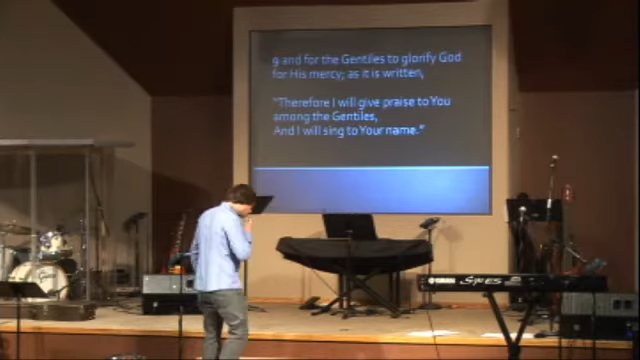 9 and for the Gentiles to glorify God
for His mercy; as it is written,
"Therefore I will give praise to You
among the Gentiles,
And I will sing to Your name."
YAMAHA